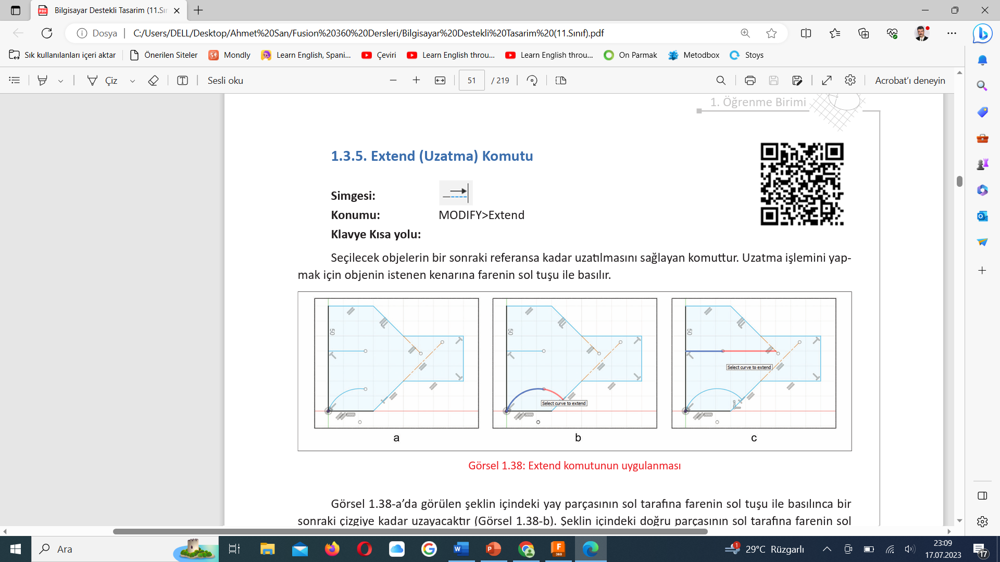 Bilgisayar Destekli Tasarim (11.Sır
Dosya
C:/Users/DELL/Desktop/Ahmet%20San/Fusion%20360%20Dersleri/Bilgisayar%20Destekli%20Tasarim%20(11.Sınıf).pdf
Sık kullanılanları içeri aktar
Önerilen Siteler
Mondly
Learn English, Spani...
Çeviri
Learn English throu...
Learn English throu...
On Parmak
Metodbox
Stoys
Çiz
Sesli oku
51 / 219
Acrobat'ı deneyin
1. Öğrenme Birimi
1.3.5. Extend (Uzatma) Komutu
Simgesi:
Konumu: MODIFY>Extend
Klavye Kısa yolu:
Seçilecek objelerin bir sonraki referansa kadar uzatılmasını sağlayan komuttur. Uzatma işlemini yap-
mak için objenin istenen kenarına farenin sol tuşu ile basılır.
50
50
50
Select curve to extend
Select curve to extend
a
b
c
Görsel 1.38: Extend komutunun uygulanması
Görsel 1.38-a’da görülen şeklin içindeki yay parçasının sol tarafına farenin sol tuşu ile basılınca bir
sonraki çizgiye kadar uzayacaktır (Görsel 1.38-b). Şeklin içindeki doğru parçasının sol tarafına farenin sol
Ara
1
29°C Rüzgarlı
23:09
17.07.2023
17